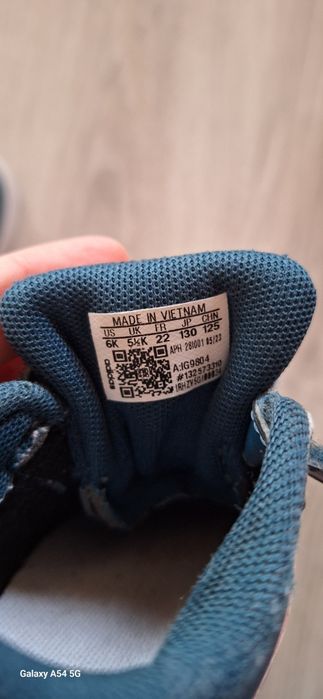 MADE IN VIETNAM
US UK FR JP CHN
6K 5½K 22 130 125
APH 281001 05/23
adidas
A:IG9804
#132573310
Galaxy A54 5G